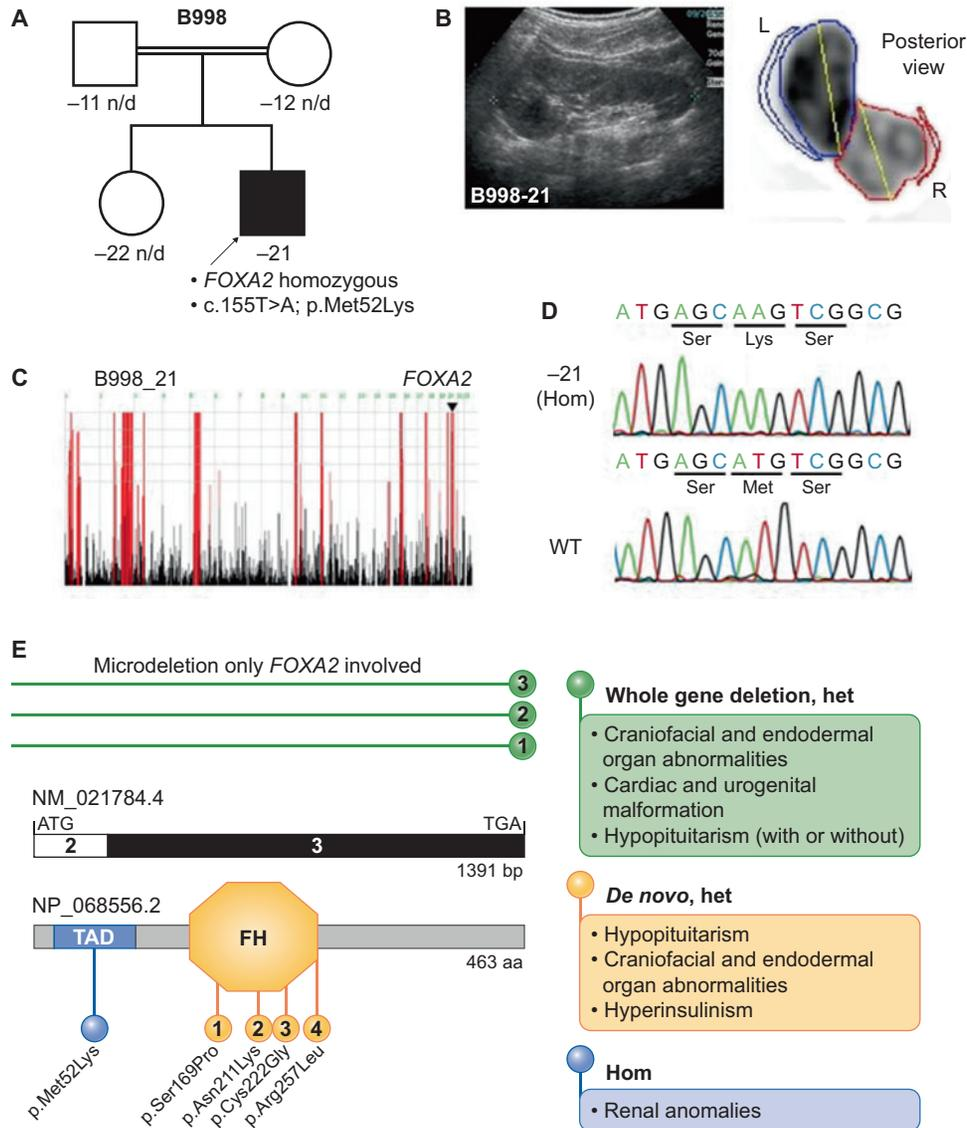 A
B998
–11 n/d
–12 n/d
–22 n/d
–21
• FOXA2 homozygous
• c.155T>A; p.Met52Lys
B
B998-21
L
Posterior
view
R
C
B998_21
FOXA2
D
A T G A G C A A G T C G G C G
Ser Lys Ser
–21
(Hom)
A T G A G C A T G T C G G C G
Ser Met Ser
WT
E
Microdeletion only FOXA2 involved
3
2
1
NM_021784.4
ATG TGA
2 3
1391 bp
NP_068556.2
TAD FH
463 aa
1 2 3 4
p.Met52Lys
p.Ser169Pro
p.Asn211Lys
p.Cys222Gly
p.Arg257Leu
Whole gene deletion, het
• Craniofacial and endodermal
organ abnormalities
• Cardiac and urogenital
malformation
• Hypopituitarism (with or without)
De novo, het
• Hypopituitarism
• Craniofacial and endodermal
organ abnormalities
• Hyperinsulinism
Hom
• Renal anomalies